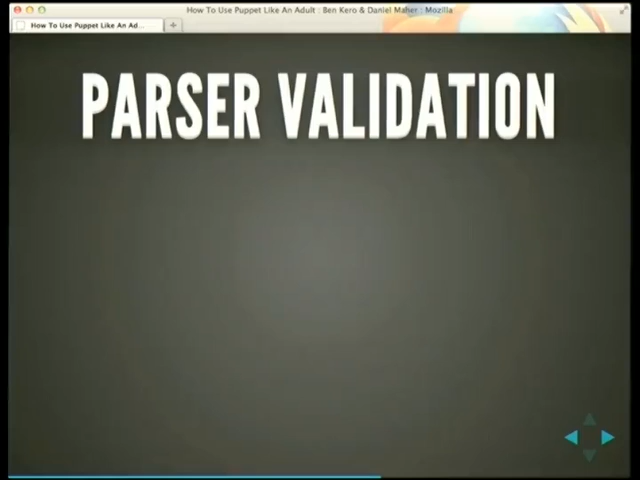 How To Use Puppet Like An Adult : Ben Kero & Daniel Maher : Mozilla
How To Use Puppet Like An Ad...
PARSER VALIDATION